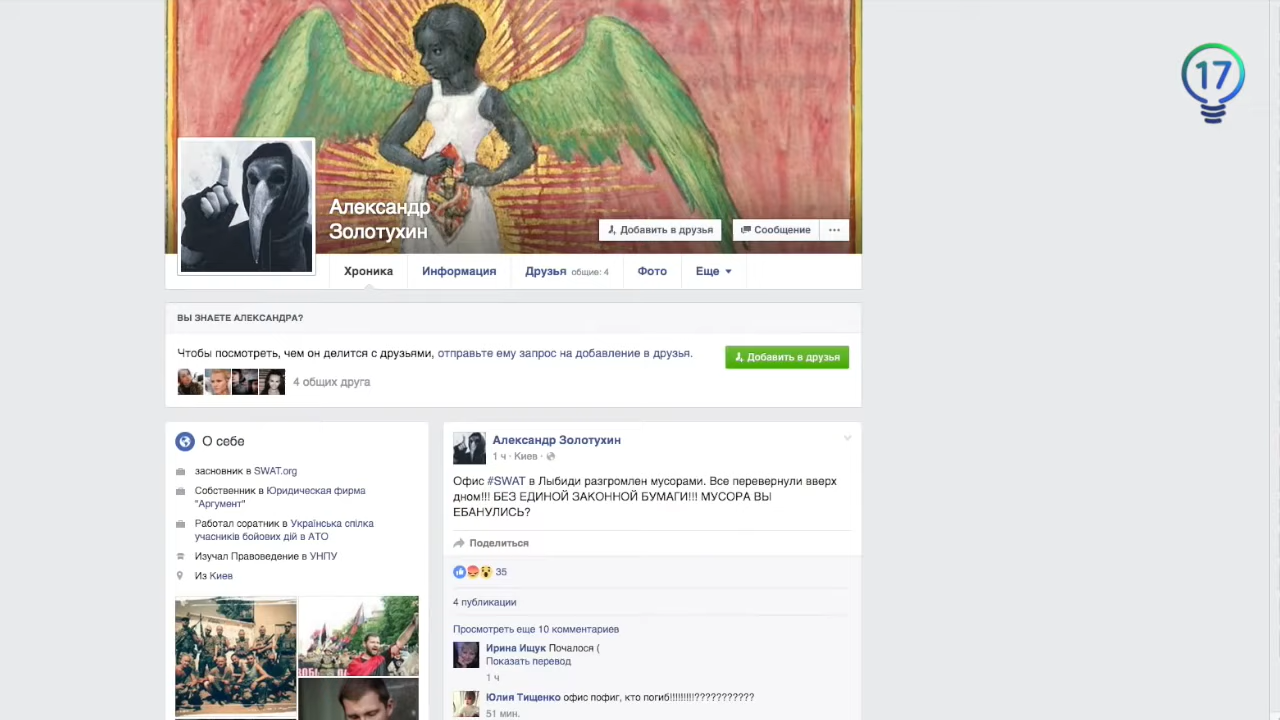 17
Александр
Золотухин
Добавить в друзья
Сообщение
Хроника
Информация
Друзья общие: 4
Фото
Еще
ВЫ ЗНАЕТЕ АЛЕКСАНДРА?
Чтобы посмотреть, чем он делится с друзьями, отправьте ему запрос на добавление в друзья.
Добавить в друзья
4 общих друга
О себе
засновник в SWAT.org
Собственник в Юридическая фирма
"Аргумент"
Работал соратник в Українська спілка
учасників бойових дій в АТО
Изучал Правоведение в УНПУ
Из Киев
Александр Золотухин
1 ч · Киев ·
Офис #SWAT в Лыбиди разгромлен мусорами. Все перевернули вверх
дном!!! БЕЗ ЕДИНОЙ ЗАКОННОЙ БУМАГИ!!! МУСОРА ВЫ
ЕБАНУЛИСЬ?
Поделиться
35
4 публикации
Просмотреть еще 10 комментариев
Ирина Ищук Почалося (
Показать перевод
1 ч
Юлия Тищенко офис пофиг, кто погиб!!!!!!!!!???????????
51 мин.